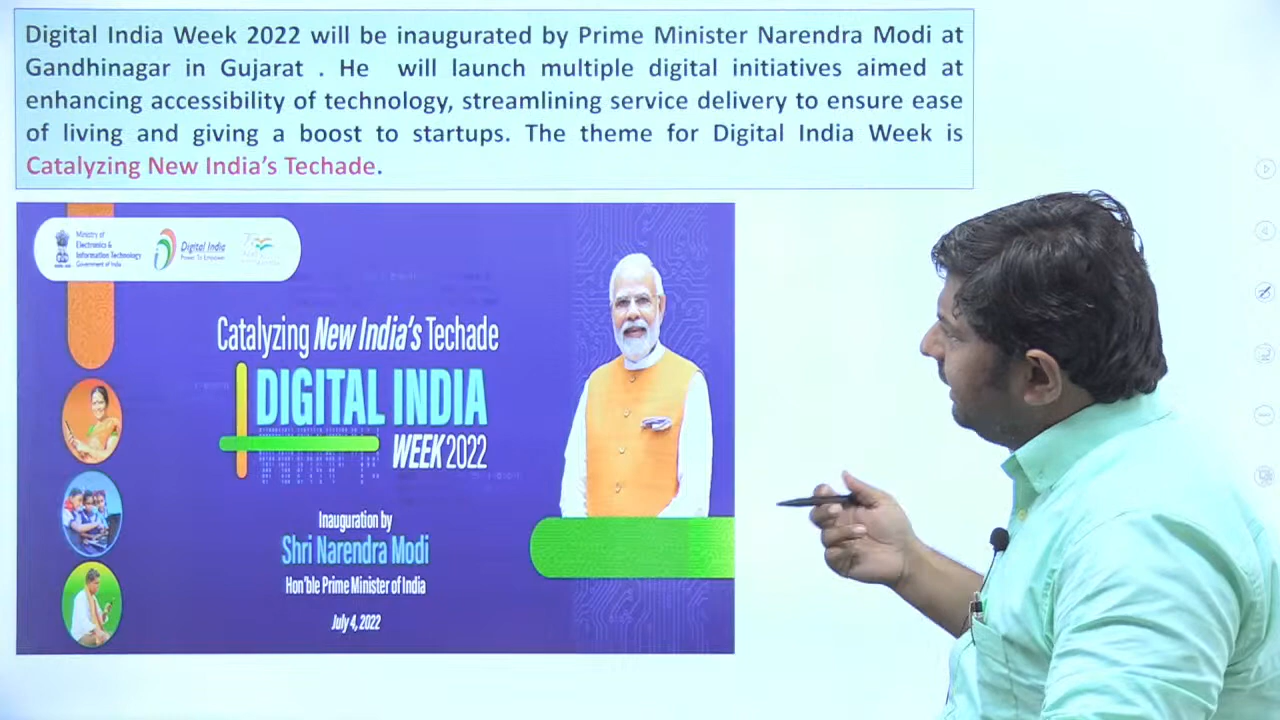 Digital India Week 2022 will be inaugurated by Prime Minister Narendra Modi at
Gandhinagar in Gujarat . He will launch multiple digital initiatives aimed at
enhancing accessibility of technology, streamlining service delivery to ensure ease
of living and giving a boost to startups. The theme for Digital India Week is
Catalyzing New India's Techade.
Ministry of
Electronics &
Information Technology
Government of India
Digital India
Power To Empower
Catalyzing New India's Techade
DIGITAL INDIA
WEEK 2022
Inauguration by
Shri Narendra Modi
Hon'ble Prime Minister of India
July 4, 2022